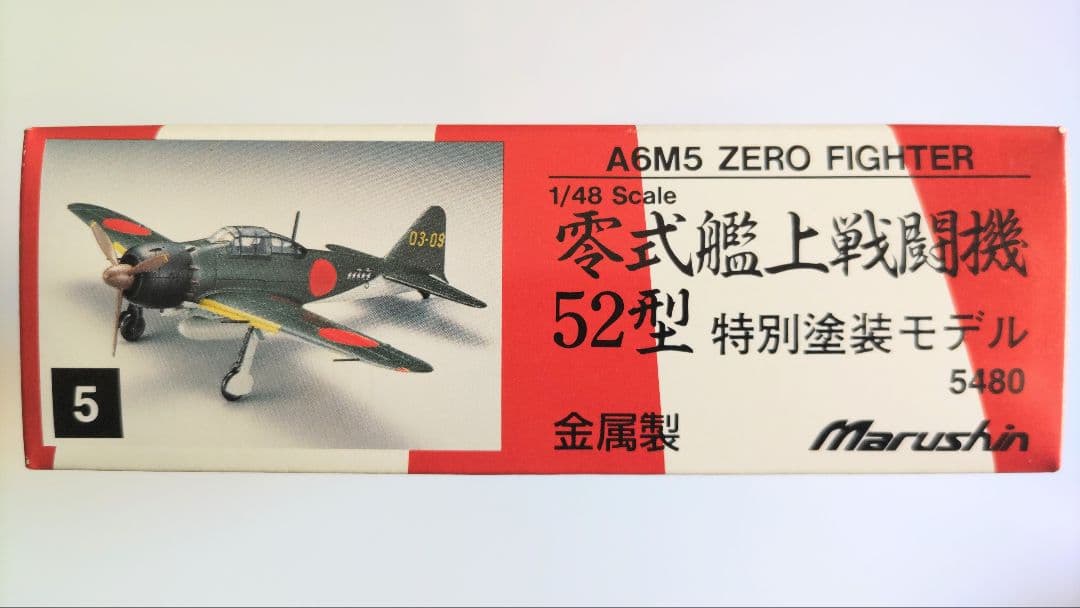 03-09
5
A6M5 ZERO FIGHTER
1/48 Scale
零式艦上戦闘機
52型 特別塗装モデル
5480
金属製
Marushin